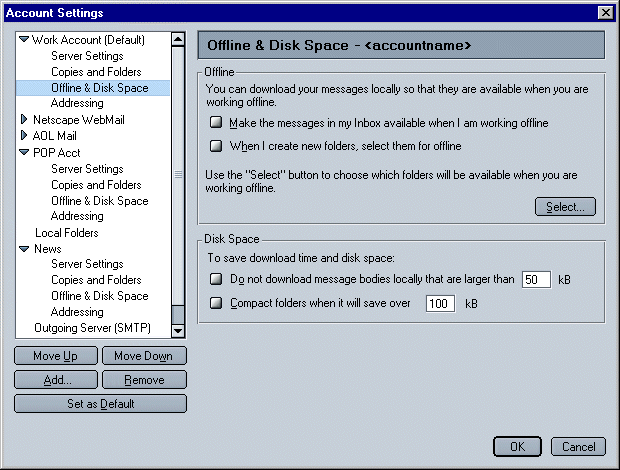 Account Settings
Work Account (Default)
Server Settings
Copies and Folders
Offline & Disk Space
Addressing
Netscape WebMail
AOL Mail
POP Acct
Server Settings
Copies and Folders
Offline & Disk Space
Addressing
Local Folders
News
Server Settings
Copies and Folders
Offline & Disk Space
Addressing
Outgoing Server (SMTP)
Move Up
Move Down
Add...
Remove
Set as Default
Offline & Disk Space - <accountname>
Offline
You can download your messages locally so that they are available when you are
working offline.
Make the messages in my Inbox available when I am working offline
When I create new folders, select them for offline
Use the "Select" button to choose which folders will be available when you are
working offline.
Select...
Disk Space
To save download time and disk space:
Do not download message bodies locally that are larger than 50 kB
Compact folders when it will save over 100 kB
OK
Cancel